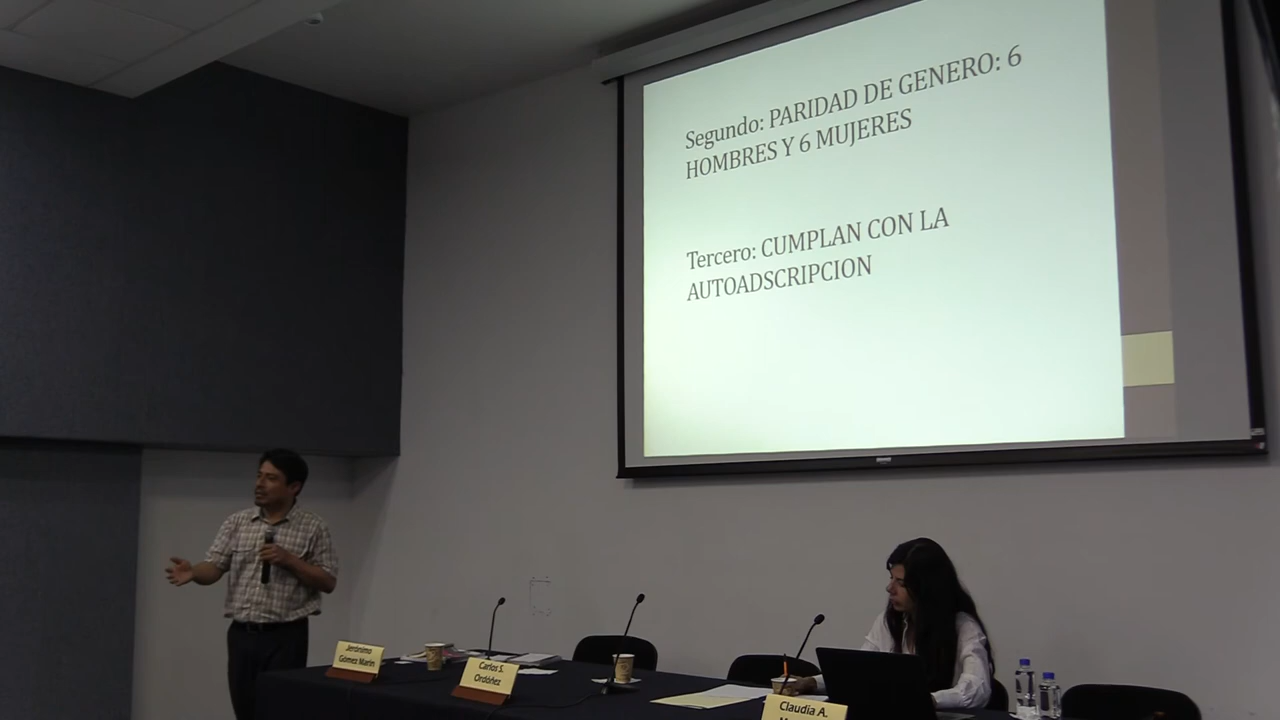 Segundo: PARIDAD DE GENERO: 6
HOMBRES Y 6 MUJERES
Tercero: CUMPLAN CON LA
AUTOADSCRIPCION
Jerónimo
Gómez Marín
Carlos S.
Ordóñez
Claudia A.